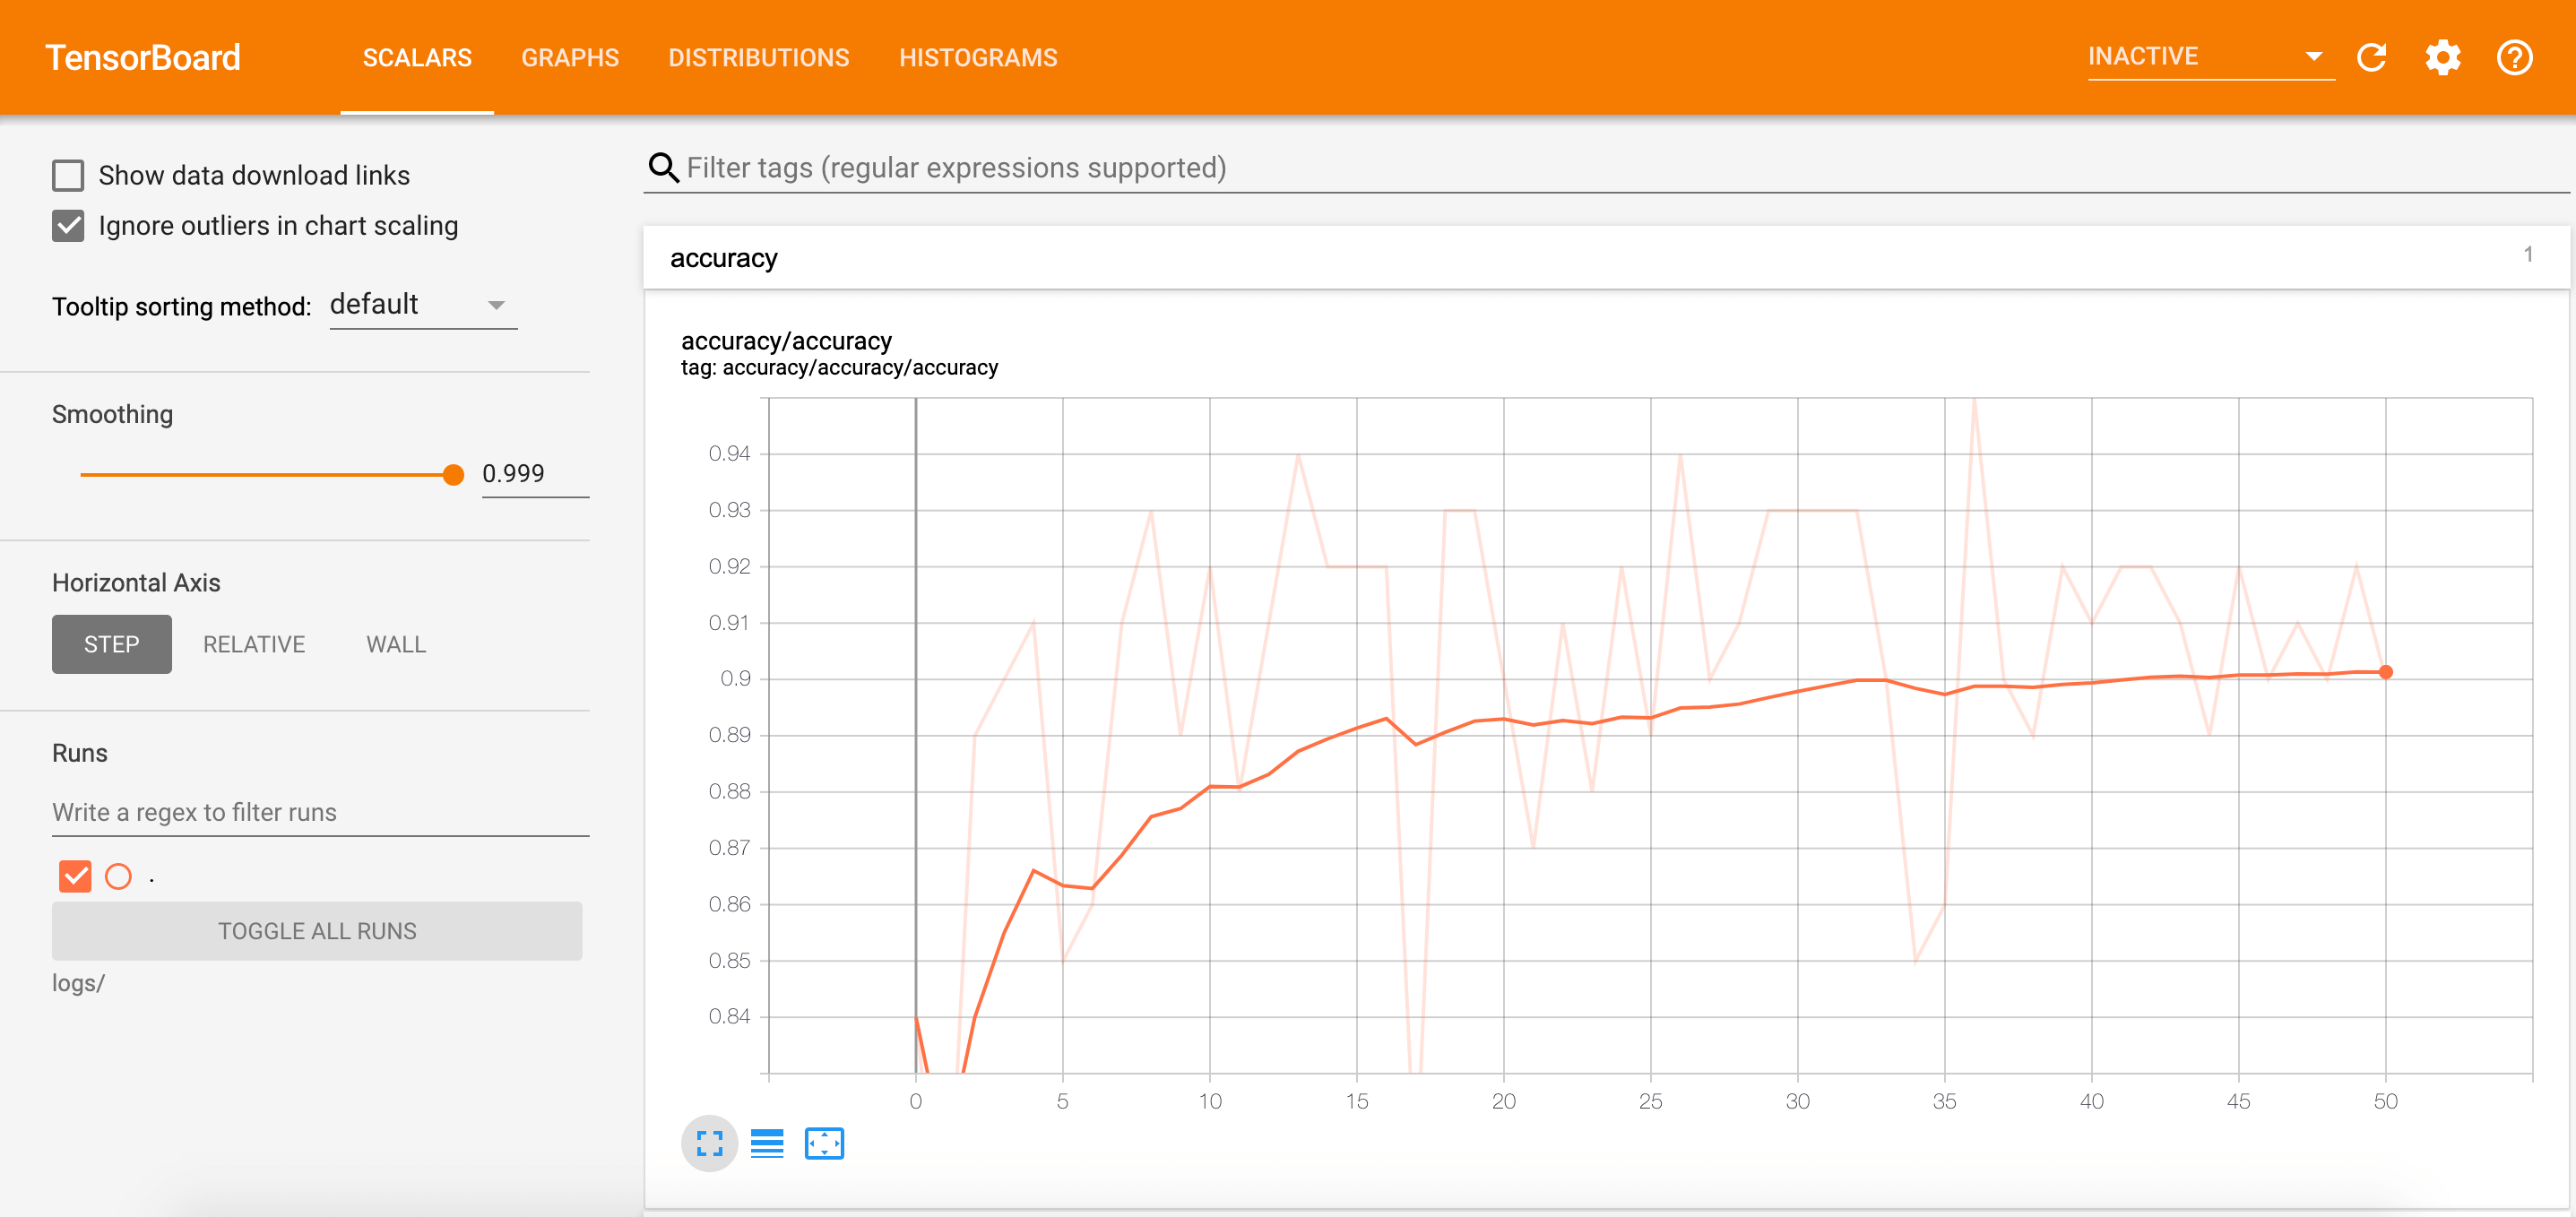 TensorBoard SCALARS GRAPHS DISTRIBUTIONS HISTOGRAMS INACTIVE
Show data download links
Ignore outliers in chart scaling
Tooltip sorting method: default
Smoothing
0.999
Horizontal Axis
STEP RELATIVE WALL
Runs
Write a regex to filter runs
.
TOGGLE ALL RUNS
logs/
Filter tags (regular expressions supported)
accuracy 1
accuracy/accuracy
tag: accuracy/accuracy/accuracy
0.94
0.93
0.92
0.91
0.9
0.89
0.88
0.87
0.86
0.85
0.84
0 5 10 15 20 25 30 35 40 45 50